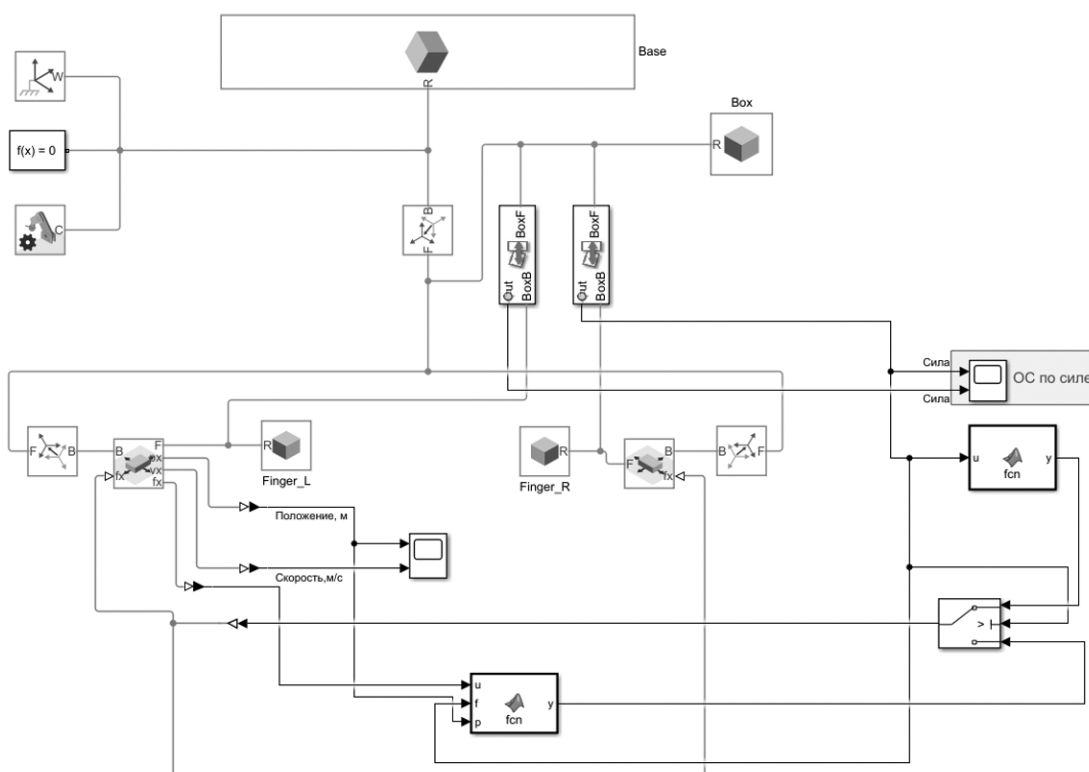 Base
R
W
Box
R
f(x) = 0
C
B
F
BoxF
BoxF
Out
BoxB
Out
BoxB
Сила
ОС по силе
Сила
F
B
B
F
px
vx
fx
fx
R
Finger_L
R
Finger_R
F
B
fx
B
F
u
y
fcn
Положение, м
Скорость,м/с
>
u
f
p
y
fcn